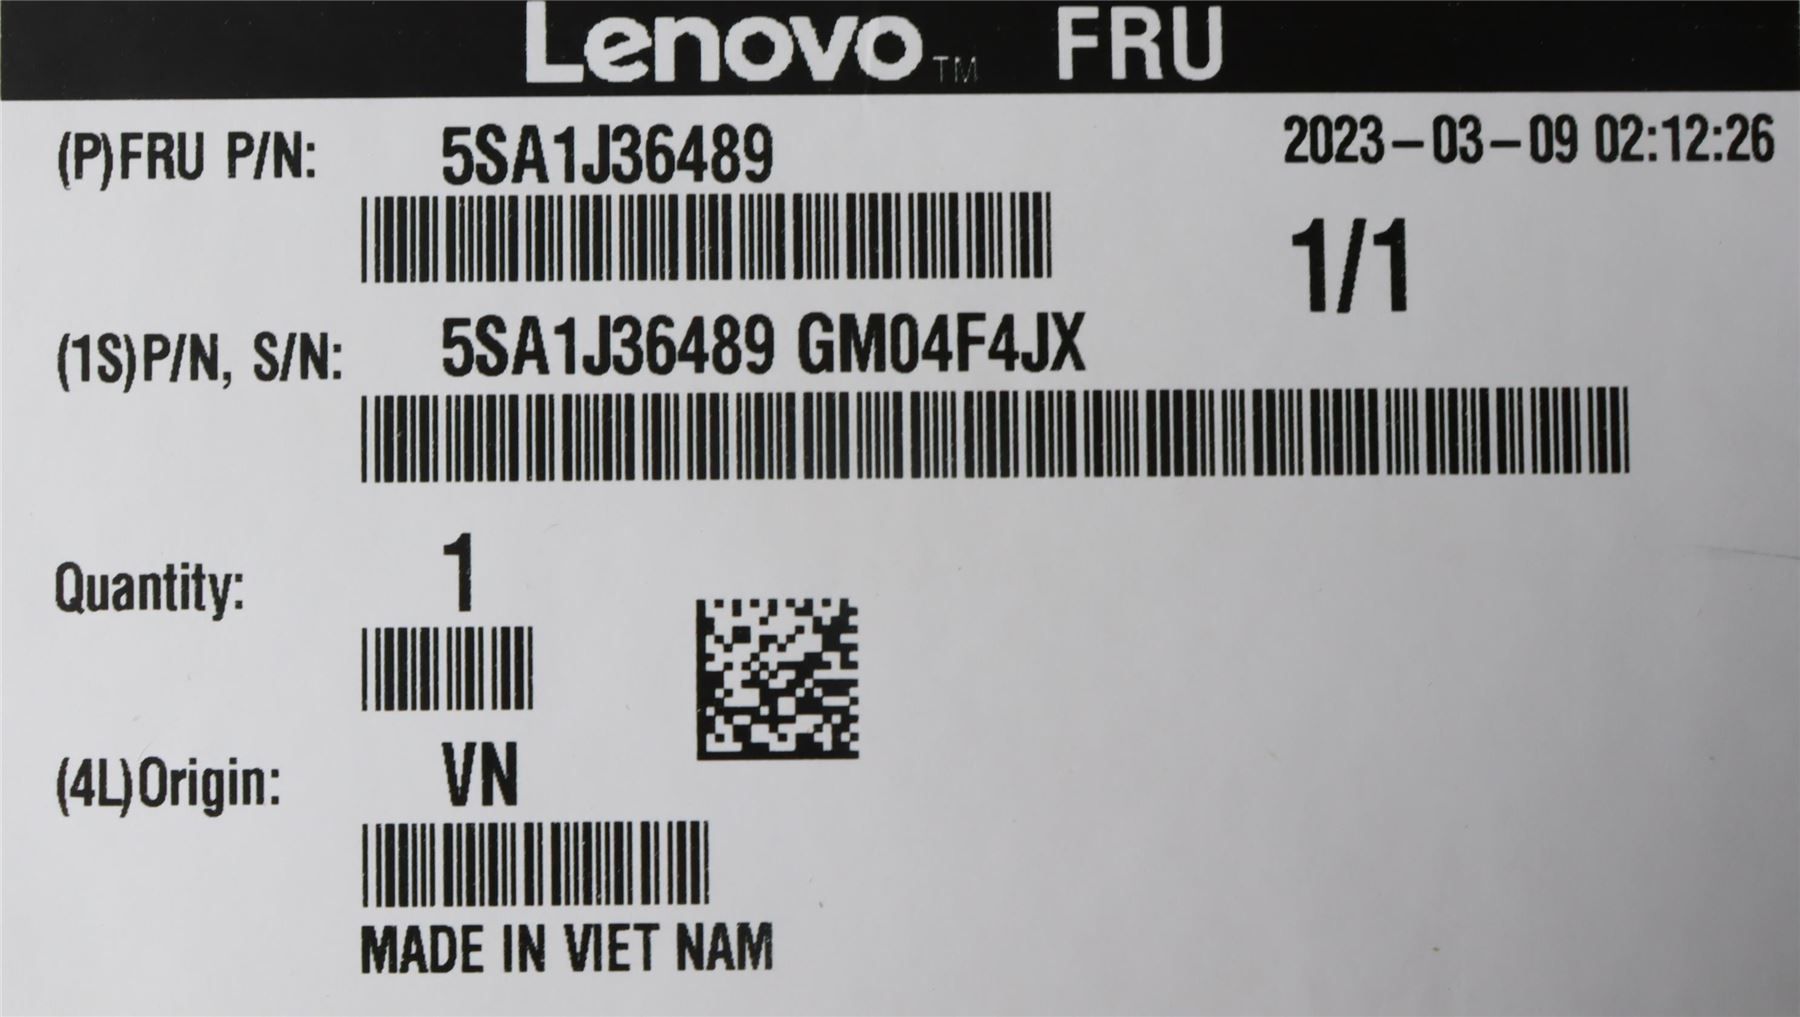 Lenovo™ FRU
(P)FRU P/N: 5SA1J36489 2023-03-09 02:12:26
1/1
(1S)P/N, S/N: 5SA1J36489 GM04F4JX
Quantity: 1
(4L)Origin: VN
MADE IN VIET NAM